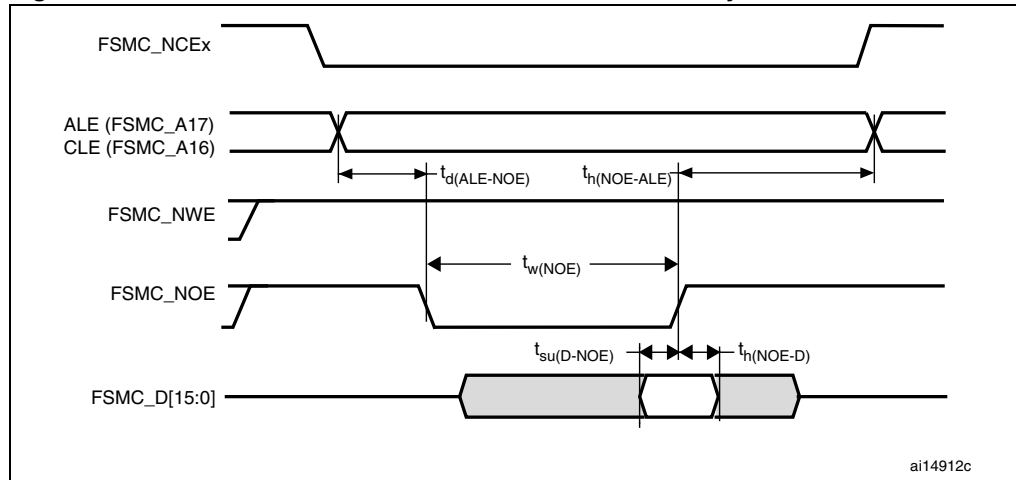 FSMC_NCEx
ALE (FSMC_A17)
CLE (FSMC_A16)
td(ALE-NOE)
th(NOE-ALE)
FSMC_NWE
tw(NOE)
FSMC_NOE
tsu(D-NOE)
th(NOE-D)
FSMC_D[15:0]
ai14912c